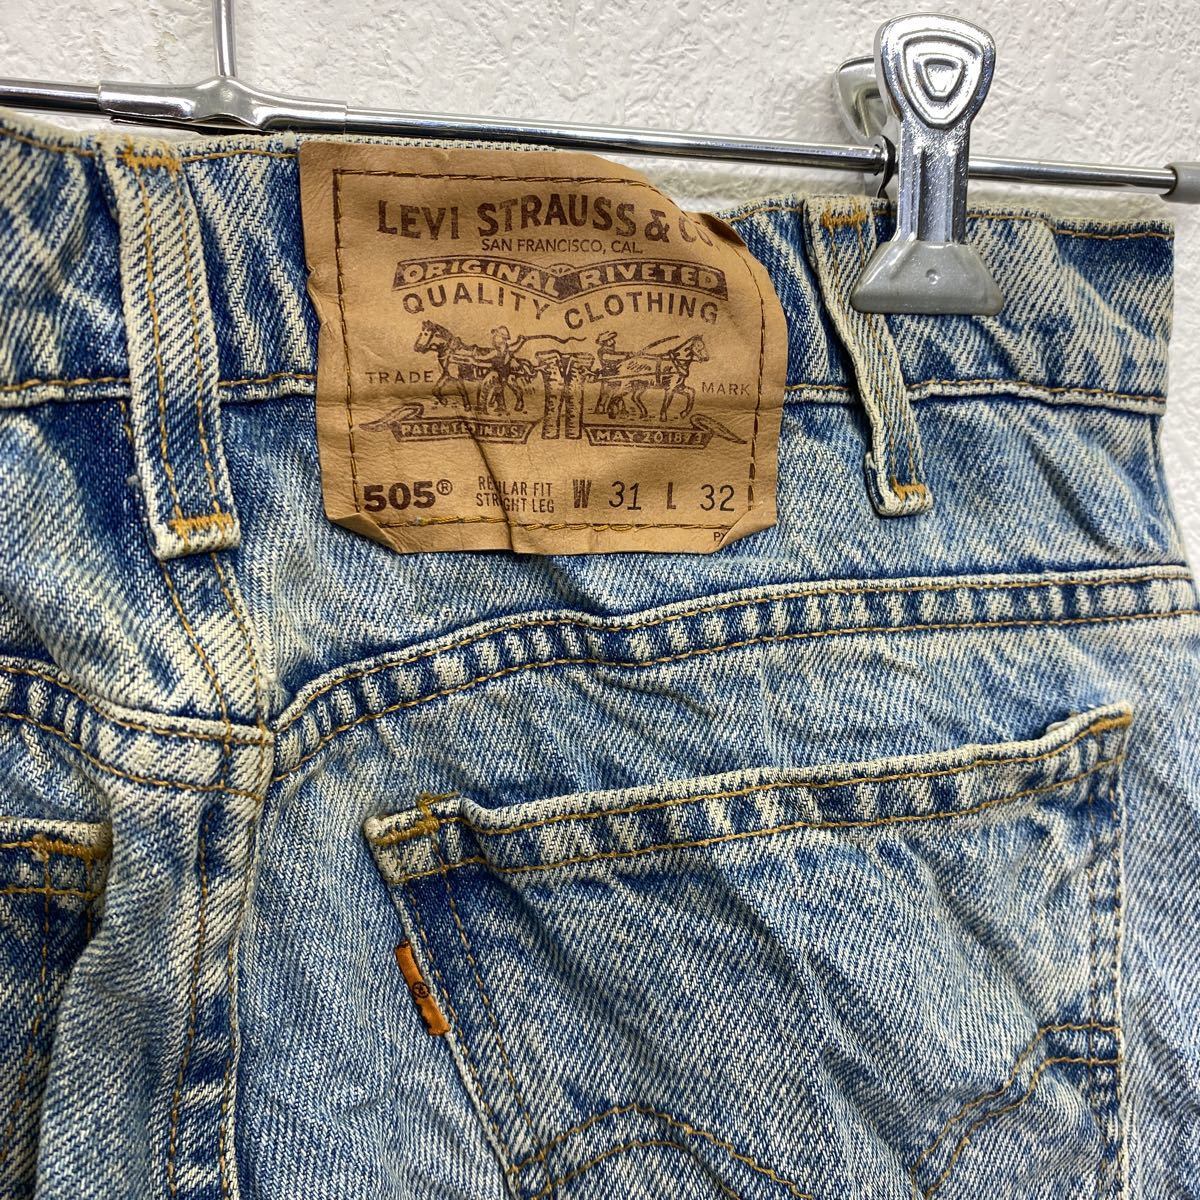 LEVI STRAUSS & CO
SAN FRANCISCO, CAL.
ORIGINAL RIVETED
QUALITY CLOTHING
TRADE MARK
PATENTED IN U.S. MAY 20 1873
505® REGULAR FIT
STRAIGHT LEG
W 31 L 32